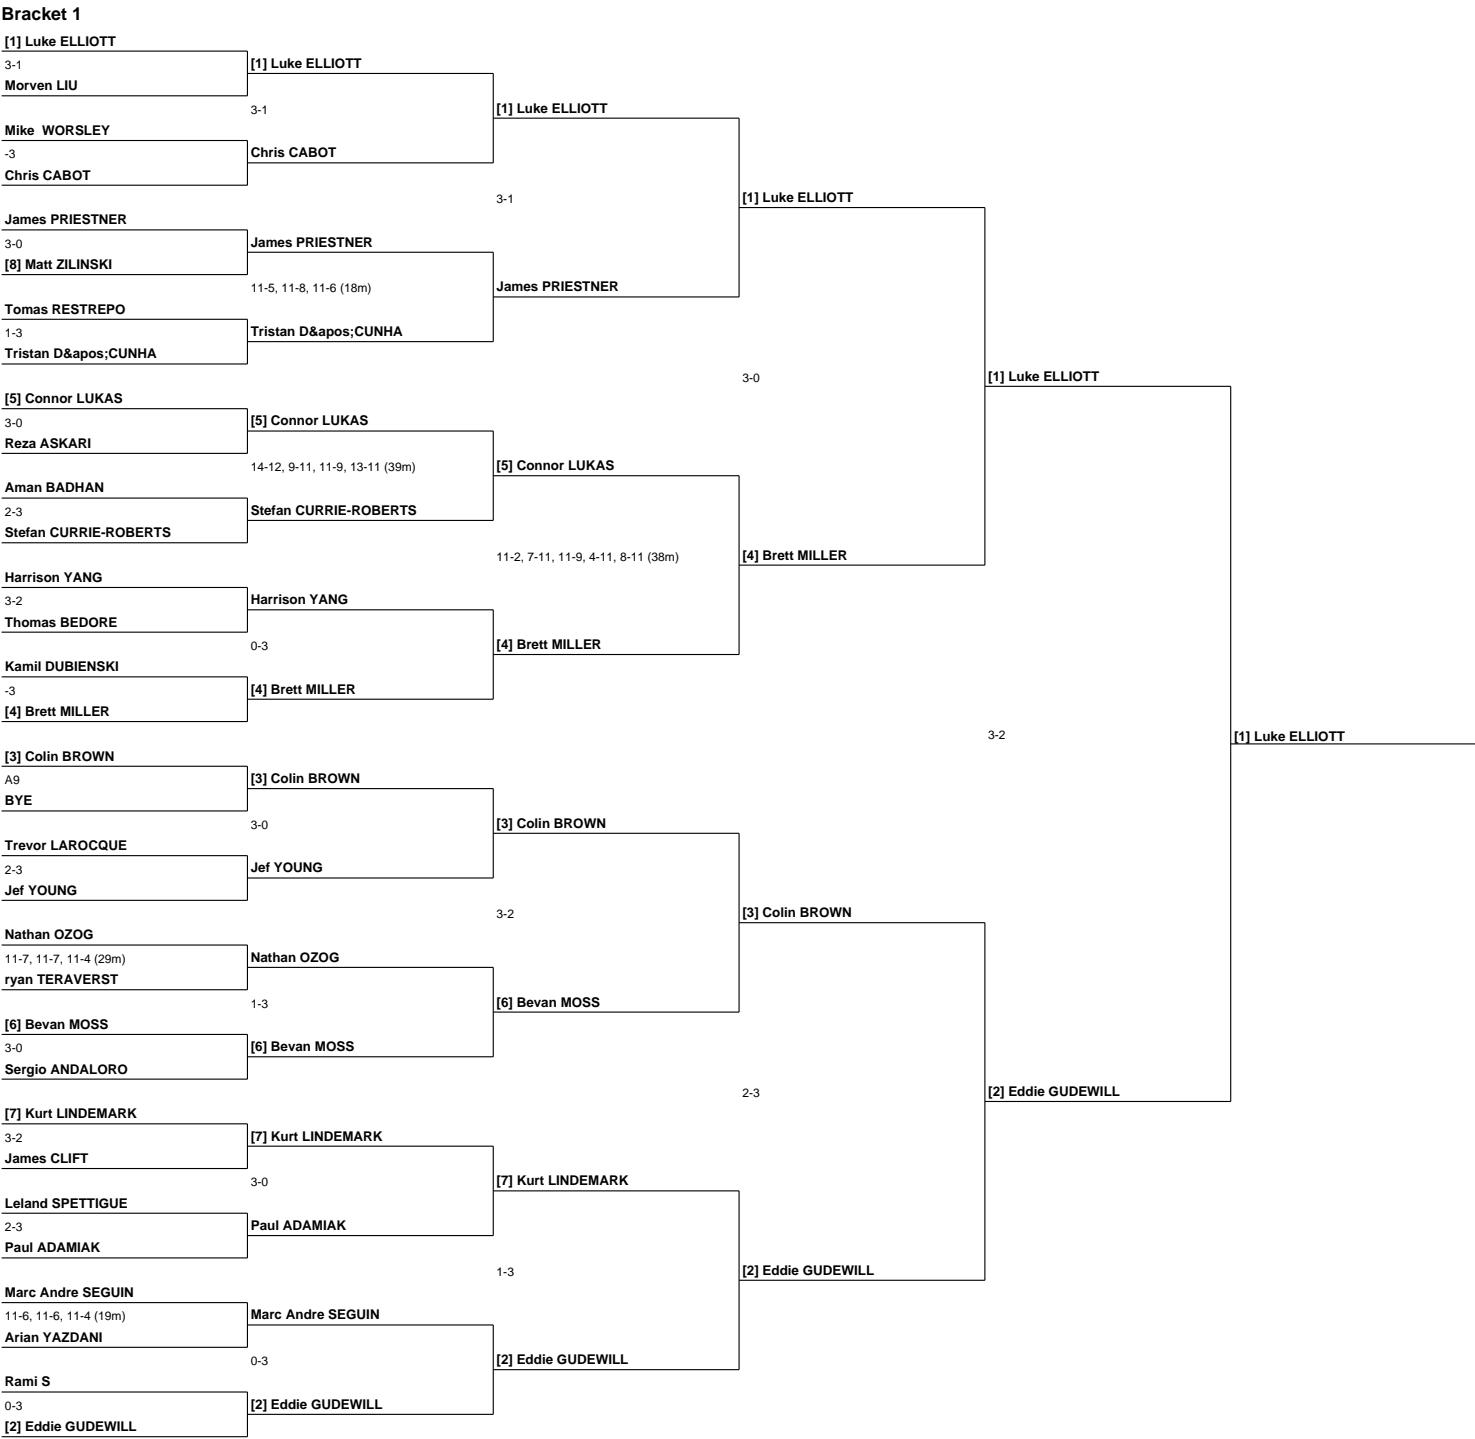 Bracket 1
[1] Luke ELLIOTT
3-1
Morven LIU
Mike  WORSLEY
-3
Chris CABOT
James PRIESTNER
3-0
[8] Matt ZILINSKI
Tomas RESTREPO
1-3
Tristan D&apos;CUNHA
[5] Connor LUKAS
3-0
Reza ASKARI
Aman BADHAN
2-3
Stefan CURRIE-ROBERTS
Harrison YANG
3-2
Thomas BEDORE
Kamil DUBIENSKI
-3
[4] Brett MILLER
[3] Colin BROWN
A9
BYE
Trevor LAROCQUE
2-3
Jef YOUNG
Nathan OZOG
11-7, 11-7, 11-4 (29m)
ryan TERAVERST
[6] Bevan MOSS
3-0
Sergio ANDALORO
[7] Kurt LINDEMARK
3-2
James CLIFT
Leland SPETTIGUE
2-3
Paul ADAMIAK
Marc Andre SEGUIN
11-6, 11-6, 11-4 (19m)
Arian YAZDANI
Rami S
0-3
[2] Eddie GUDEWILL
[1] Luke ELLIOTT
3-1
Chris CABOT
James PRIESTNER
11-5, 11-8, 11-6 (18m)
Tristan D&apos;CUNHA
[5] Connor LUKAS
14-12, 9-11, 11-9, 13-11 (39m)
Stefan CURRIE-ROBERTS
Harrison YANG
0-3
[4] Brett MILLER
[3] Colin BROWN
3-0
Jef YOUNG
Nathan OZOG
1-3
[6] Bevan MOSS
[7] Kurt LINDEMARK
3-0
Paul ADAMIAK
Marc Andre SEGUIN
0-3
[2] Eddie GUDEWILL
[1] Luke ELLIOTT
3-1
James PRIESTNER
[5] Connor LUKAS
11-2, 7-11, 11-9, 4-11, 8-11 (38m)
[4] Brett MILLER
[3] Colin BROWN
3-2
[6] Bevan MOSS
[7] Kurt LINDEMARK
1-3
[2] Eddie GUDEWILL
[1] Luke ELLIOTT
3-0
[4] Brett MILLER
[3] Colin BROWN
2-3
[2] Eddie GUDEWILL
[1] Luke ELLIOTT
3-2
[2] Eddie GUDEWILL
[1] Luke ELLIOTT